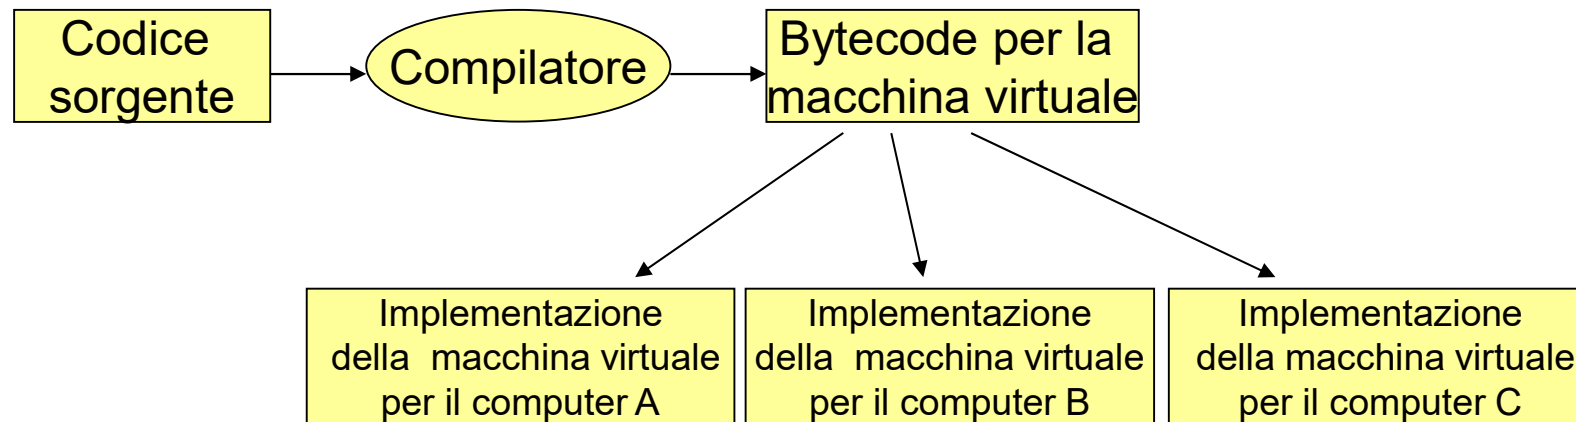 Codice
sorgente
Compilatore
Bytecode per la
macchina virtuale
Implementazione
della macchina virtuale
per il computer A
Implementazione
della macchina virtuale
per il computer B
Implementazione
della macchina virtuale
per il computer C